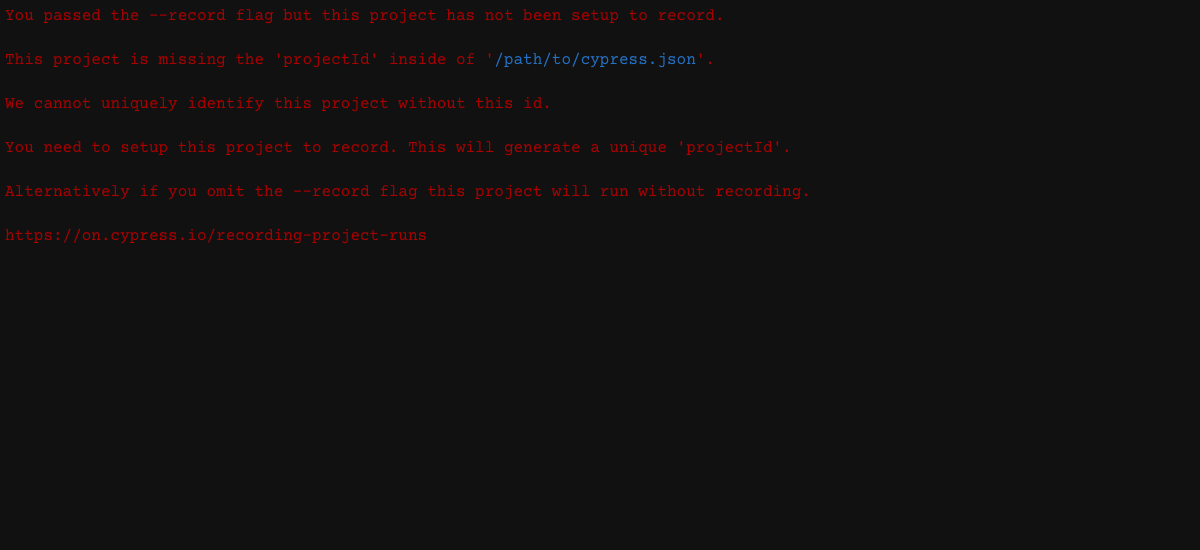 You passed the --record flag but this project has not been setup to record.
This project is missing the 'projectId' inside of '/path/to/cypress.json'.
We cannot uniquely identify this project without this id.
You need to setup this project to record. This will generate a unique 'projectId'.
Alternatively if you omit the --record flag this project will run without recording.
https://on.cypress.io/recording-project-runs